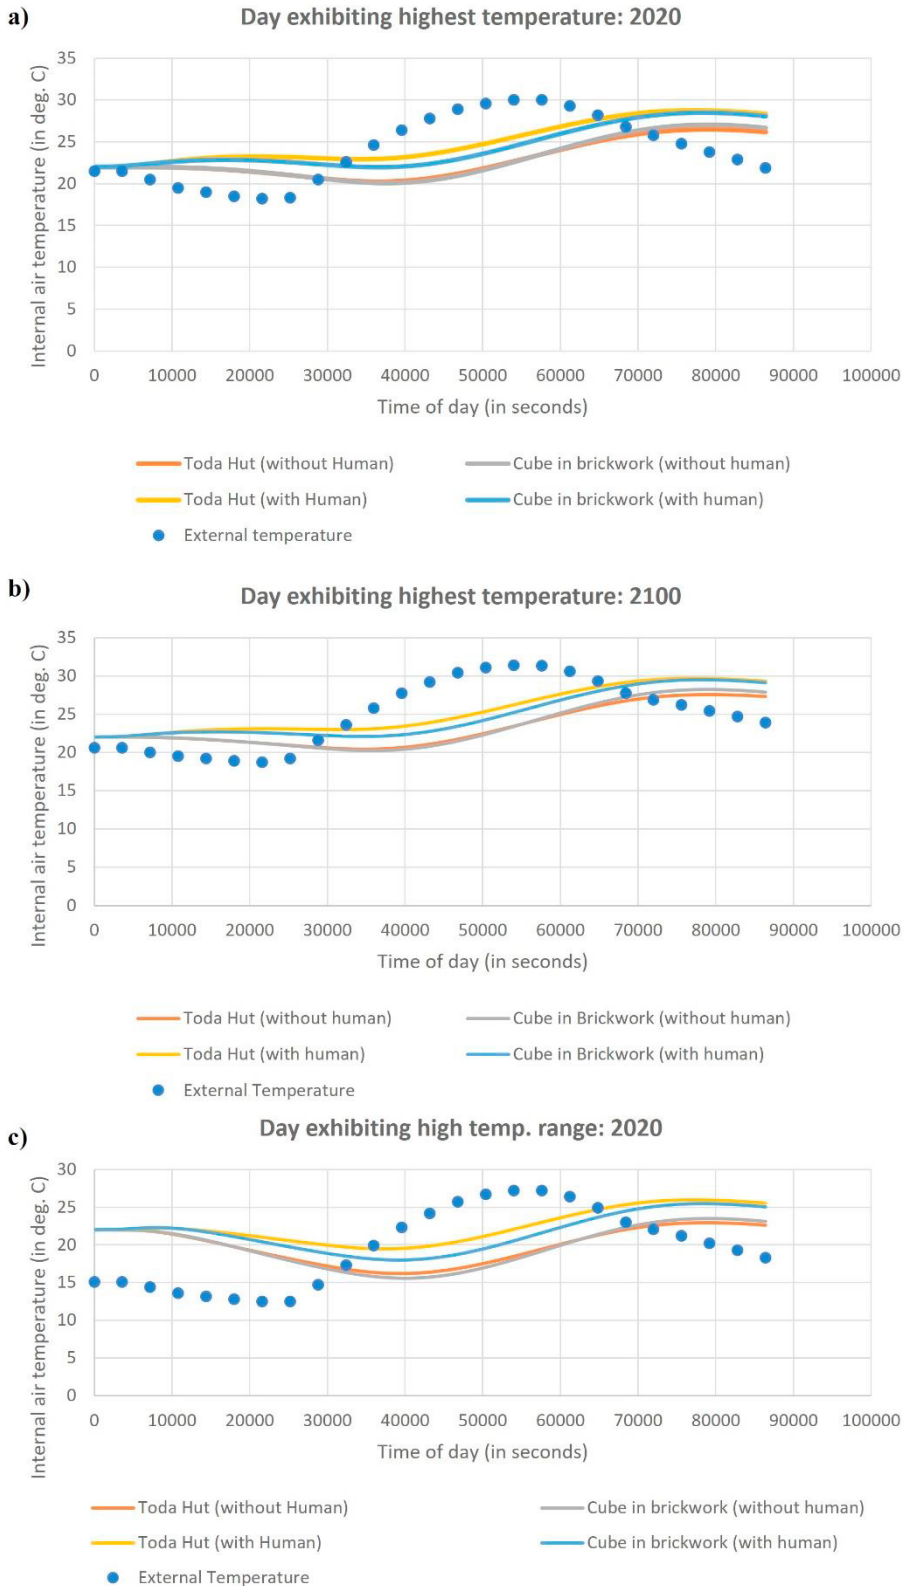 a)
Day exhibiting highest temperature: 2020
Internal air temperature (in deg. C)
35
30
25
20
15
10
5
0
0 10000 20000 30000 40000 50000 60000 70000 80000 90000 100000
Time of day (in seconds)
Toda Hut (without Human) Cube in brickwork (without human)
Toda Hut (with Human) Cube in brickwork (with human)
External temperature
b)
Day exhibiting highest temperature: 2100
Internal air temperature (in deg. C)
35
30
25
20
15
10
5
0
0 10000 20000 30000 40000 50000 60000 70000 80000 90000 100000
Time of day (in seconds)
Toda Hut (without human) Cube in Brickwork (without human)
Toda Hut (with human) Cube in Brickwork (with human)
External Temperature
c)
Day exhibiting high temp. range: 2020
Internal air temperature (in deg. C)
30
25
20
15
10
5
0
0 10000 20000 30000 40000 50000 60000 70000 80000 90000 100000
Time of day (in seconds)
Toda Hut (without Human) Cube in brickwork (without human)
Toda Hut (with Human) Cube in brickwork (with human)
External Temperature